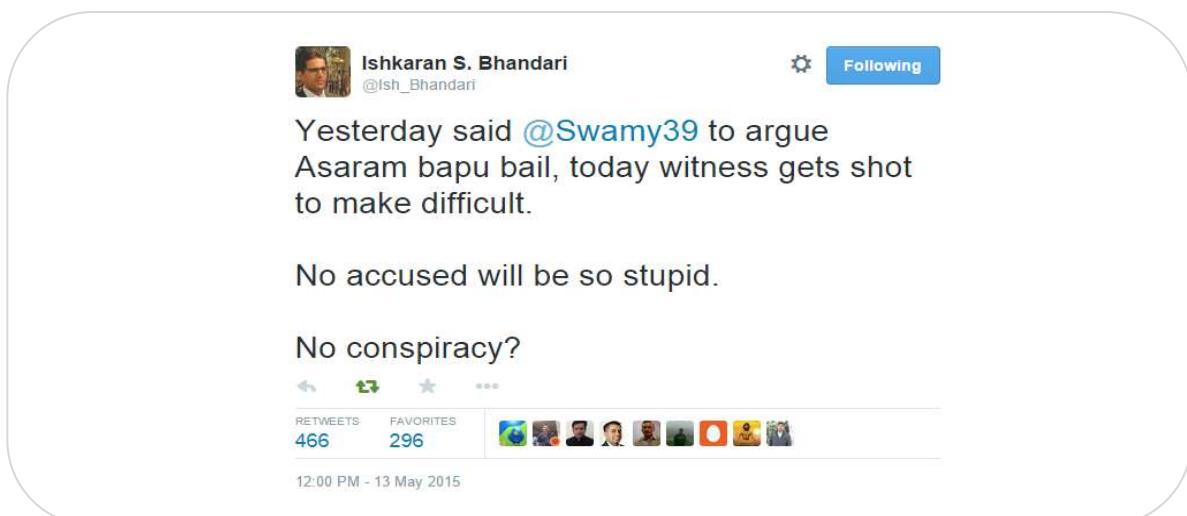 Ishkaran S. Bhandari
Following
@Ish_Bhandari
Yesterday said @Swamy39 to argue
Asaram bapu bail, today witness gets shot
to make difficult.
No accused will be so stupid.
No conspiracy?
RETWEETS FAVORITES
466 296
12:00 PM - 13 May 2015